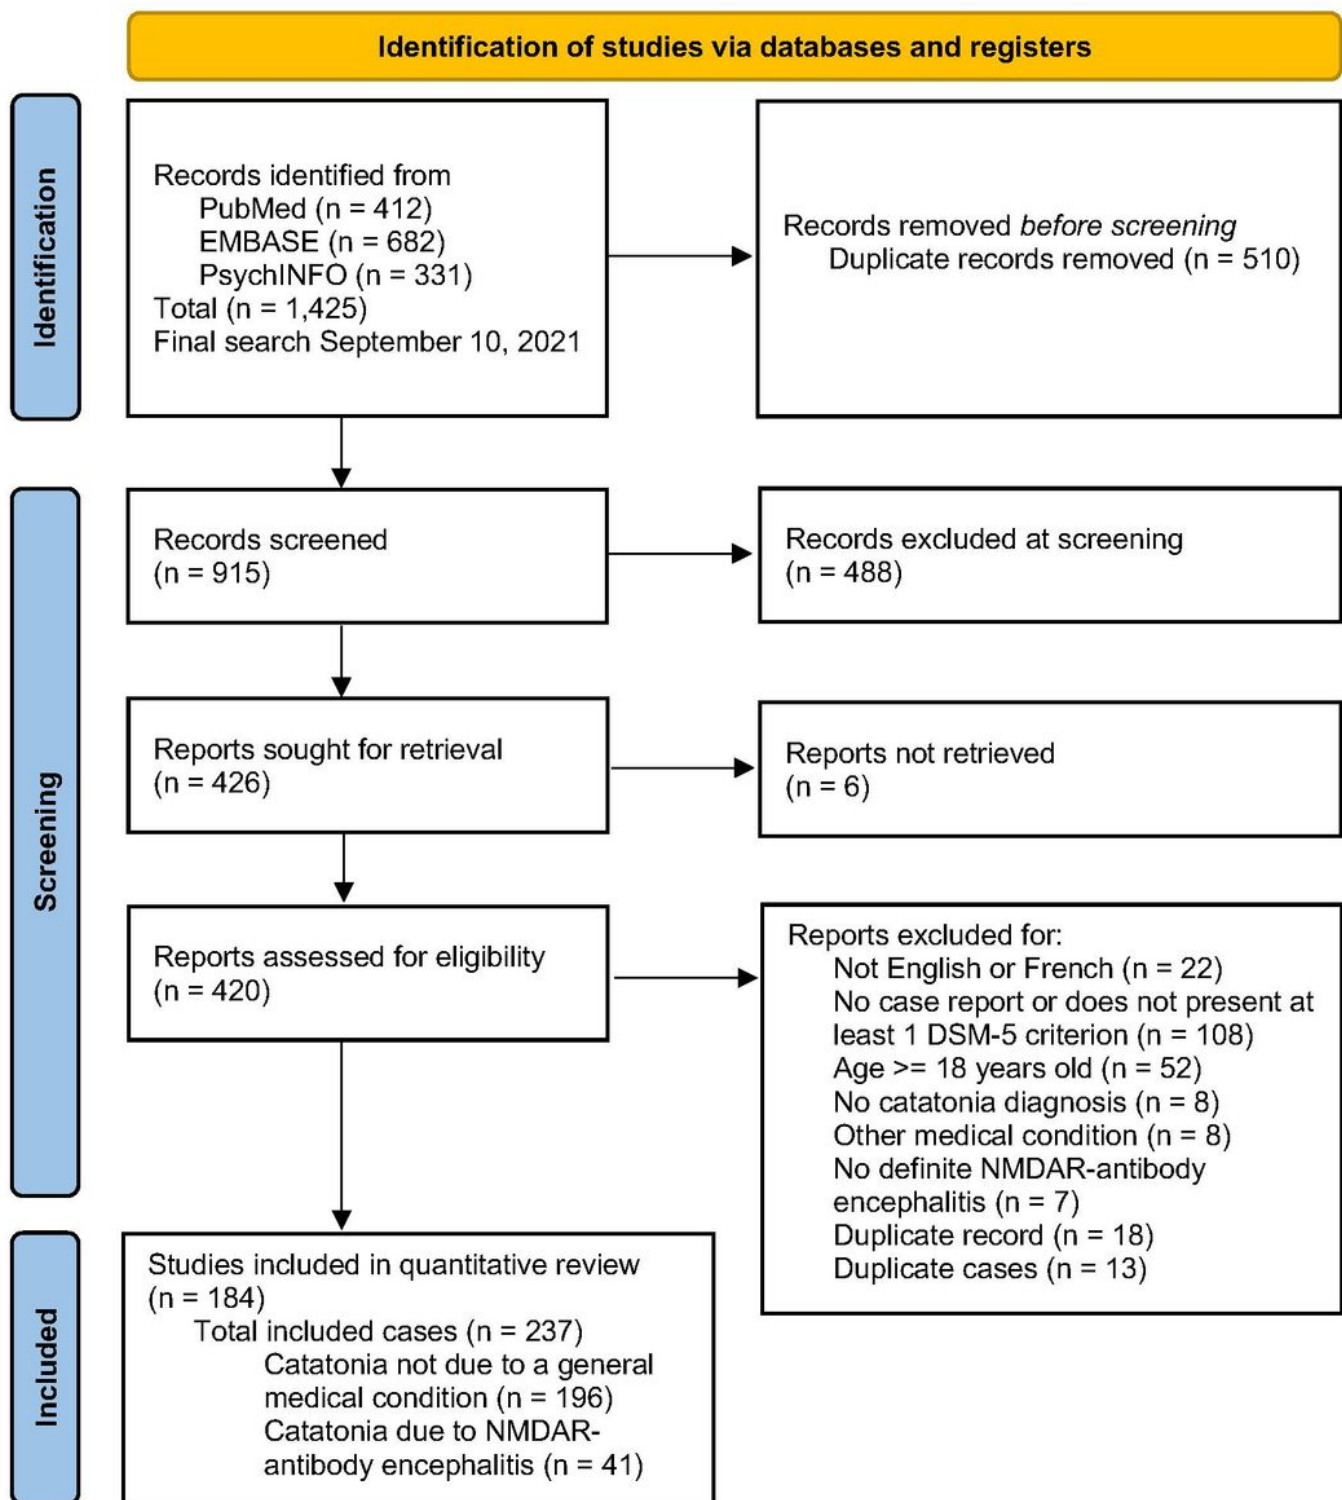 Identification of studies via databases and registers
Identification
Records identified from
PubMed (n = 412)
EMBASE (n = 682)
PsychINFO (n = 331)
Total (n = 1,425)
Final search September 10, 2021
Records removed before screening
Duplicate records removed (n = 510)
Screening
Records screened
(n = 915)
Records excluded at screening
(n = 488)
Reports sought for retrieval
(n = 426)
Reports not retrieved
(n = 6)
Reports assessed for eligibility
(n = 420)
Reports excluded for:
Not English or French (n = 22)
No case report or does not present at
least 1 DSM-5 criterion (n = 108)
Age >= 18 years old (n = 52)
No catatonia diagnosis (n = 8)
Other medical condition (n = 8)
No definite NMDAR-antibody
encephalitis (n = 7)
Duplicate record (n = 18)
Duplicate cases (n = 13)
Included
Studies included in quantitative review
(n = 184)
Total included cases (n = 237)
Catatonia not due to a general
medical condition (n = 196)
Catatonia due to NMDAR-
antibody encephalitis (n = 41)